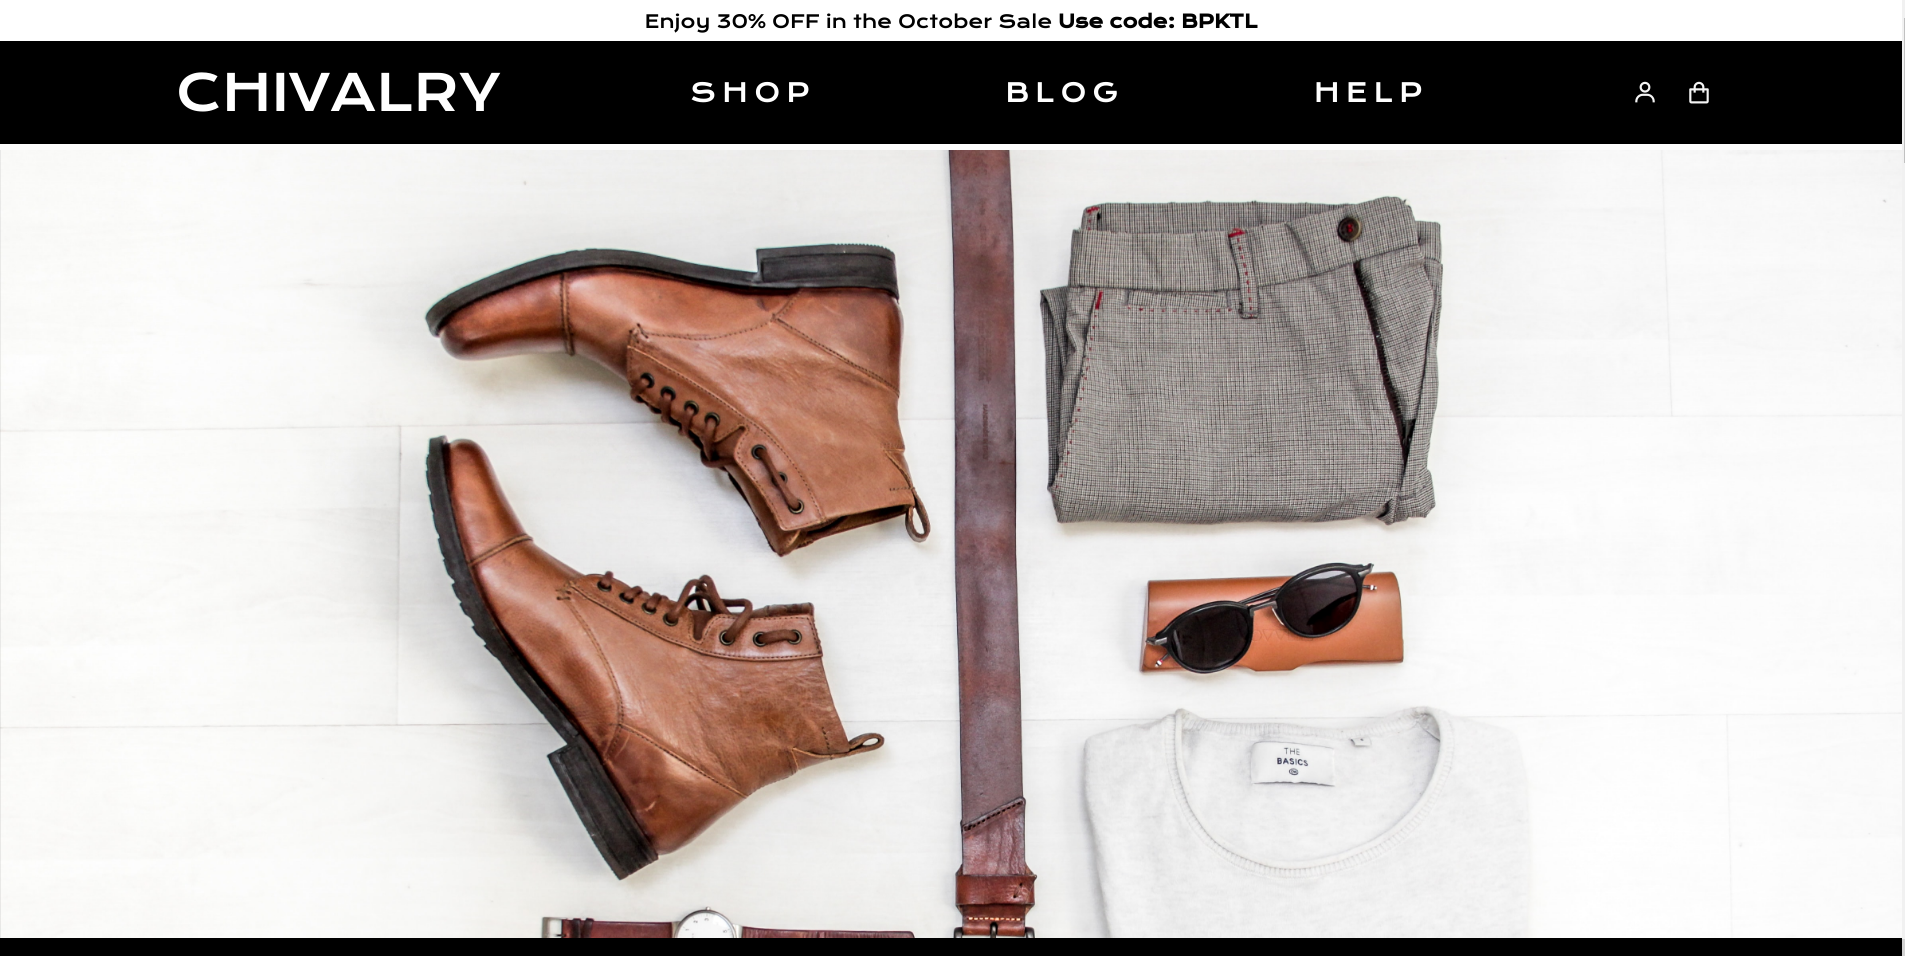 Enjoy 30% OFF in the October Sale Use code: BPKTL
CHIVALRY SHOP BLOG HELP
THE
BASICS